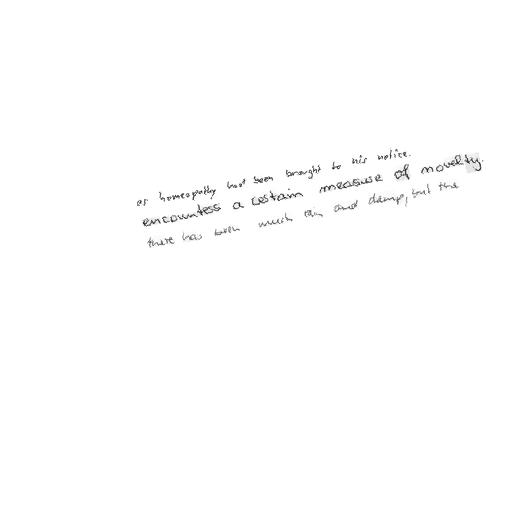 as homeopathy had been brought to his notice.
encounters a certain measure of novelty.
there has been much rain and damp, but the